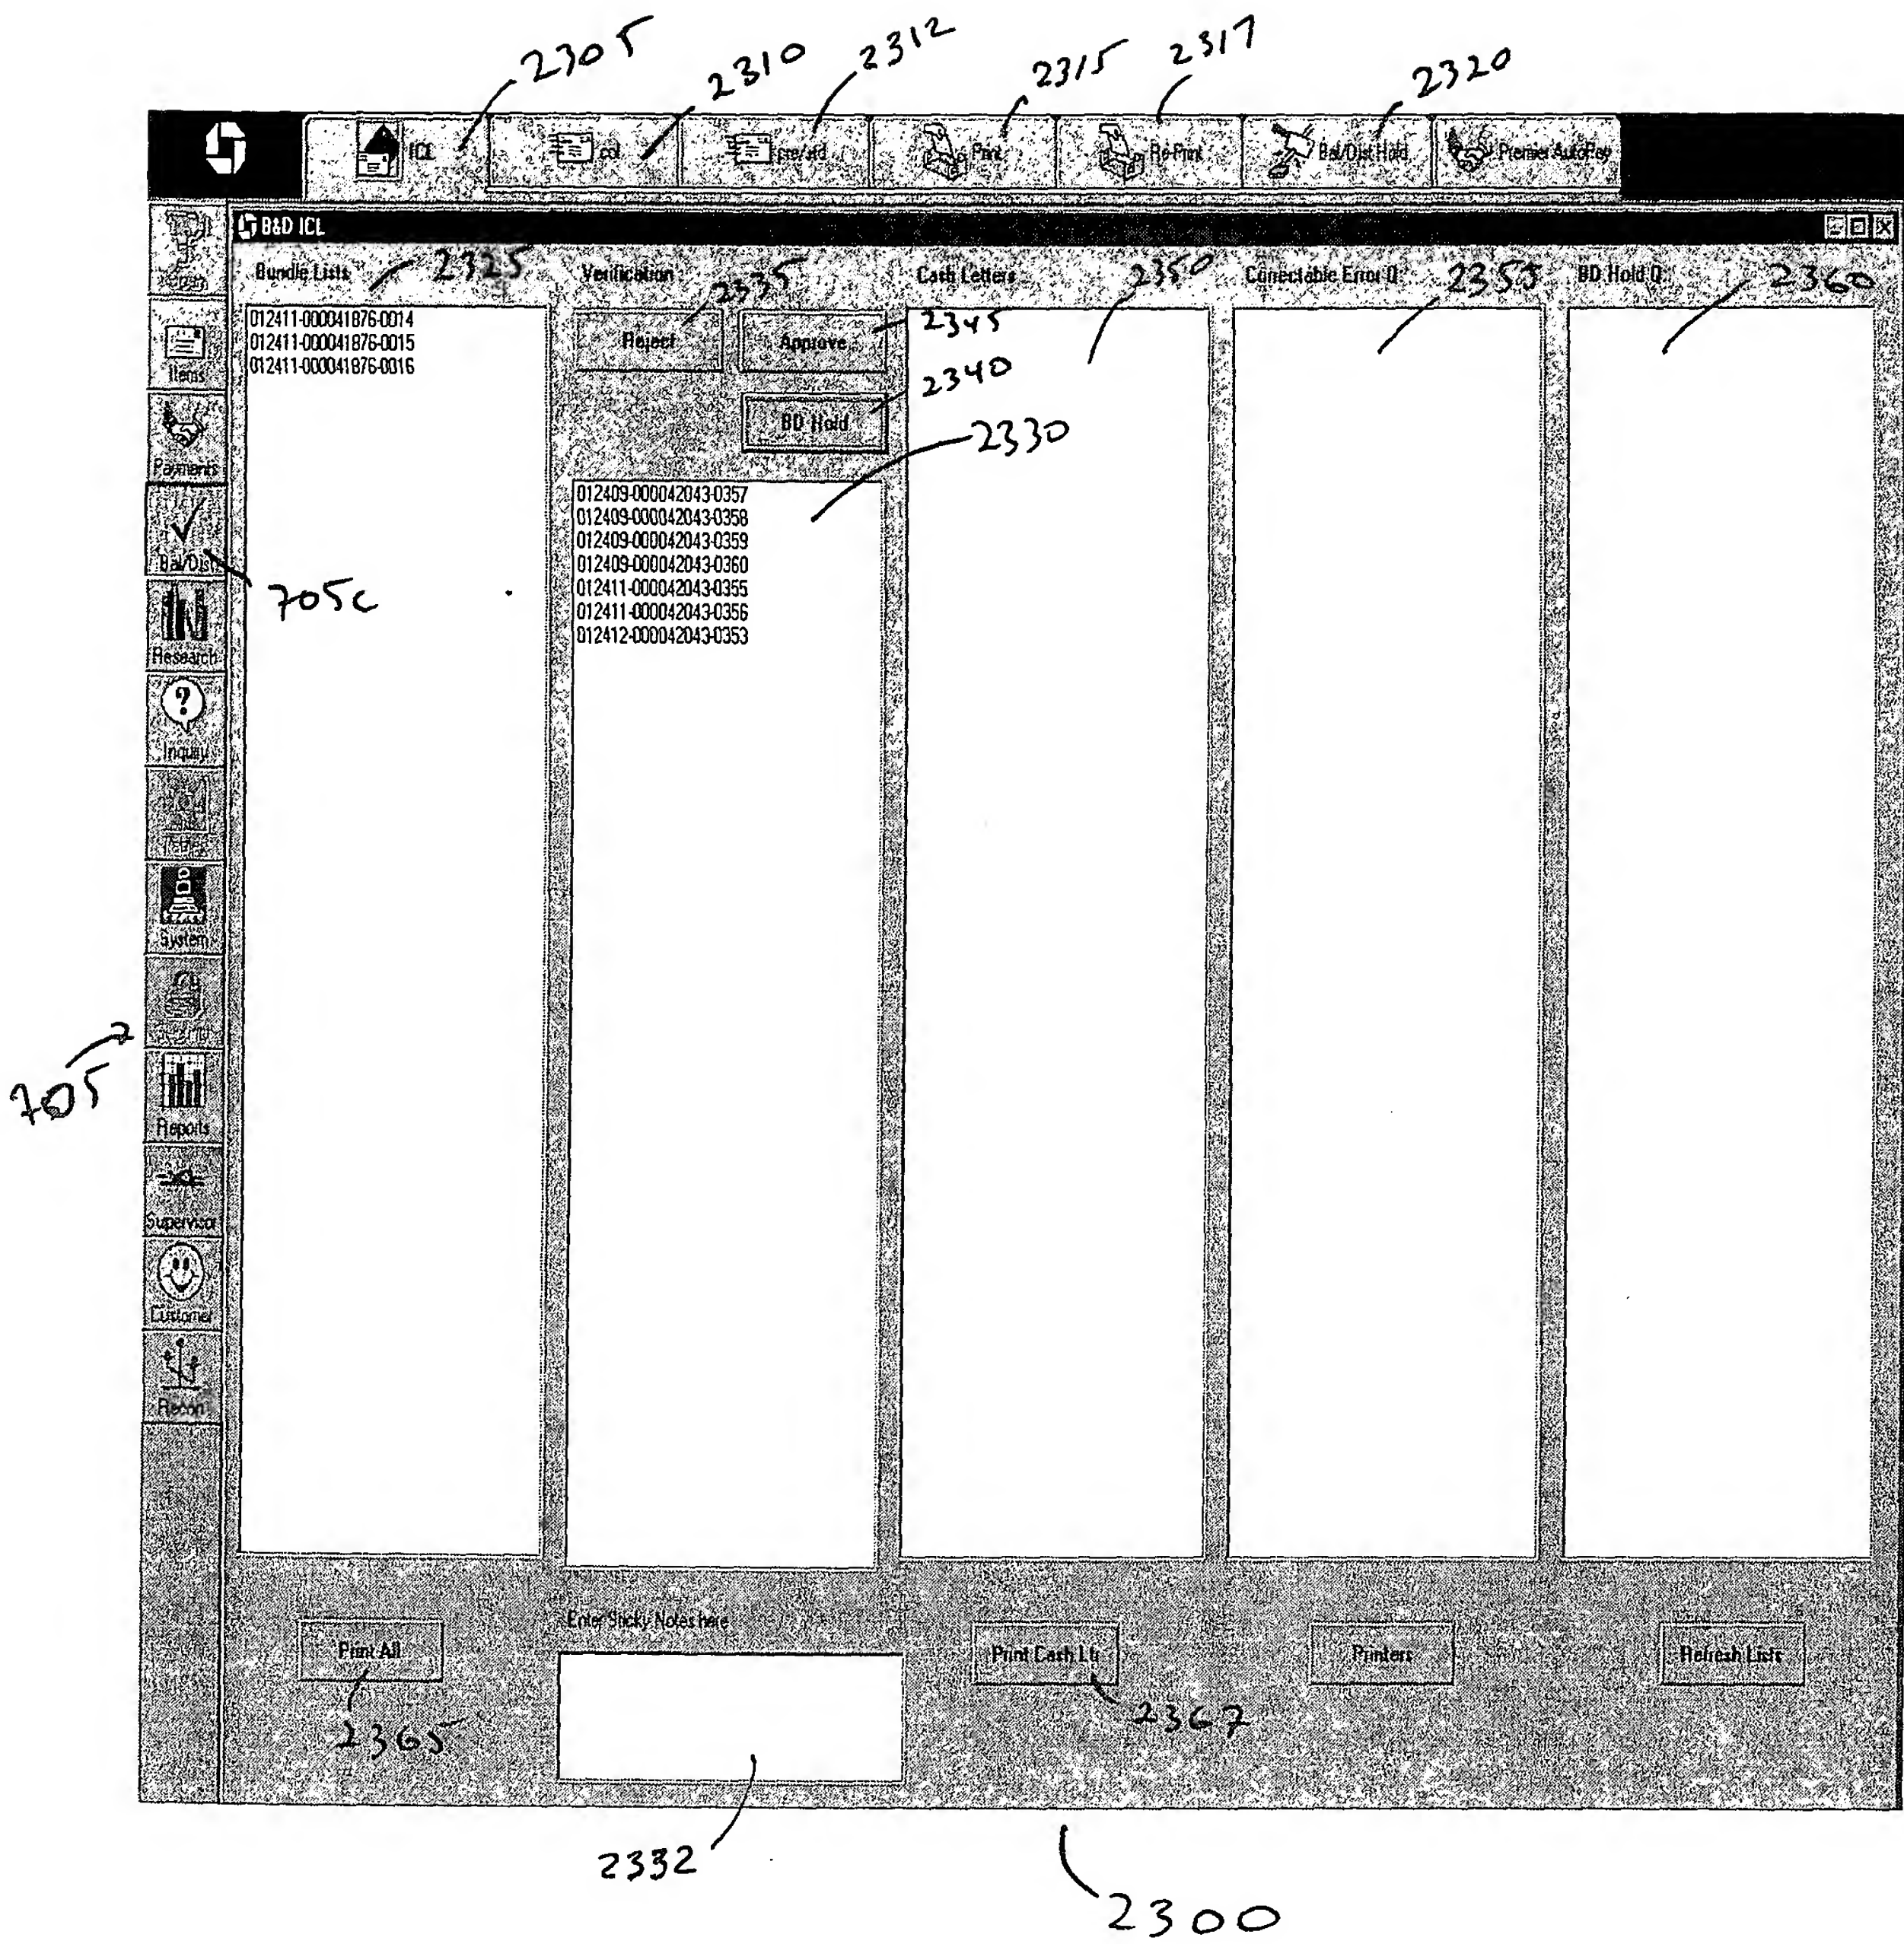 2305
2310
2312
2315
2317
2320
ICL
col
pre/std
Print
Re-Print
Bal/Dist Hold
Premier AutoPay
B&D ICL
Bundle Lists
2325
Verification
2335
Cash Letters
2350
Correctable Error Q
2355
BD Hold Q
2360
012411-000041876-0014
012411-000041876-0015
012411-000041876-0016
Reject
Approve
2345
2340
BD Hold
2330
012409-000042043-0357
012409-000042043-0358
012409-000042043-0359
012409-000042043-0360
012411-000042043-0355
012411-000042043-0356
012412-000042043-0353
Items
Payments
Bal/Dist
705c
Research
Inquiry
System
705
Reports
Supervisor
Customer
Recon
Enter Sticky Notes here
Print All
Print Cash Ltr
Printers
Refresh Lists
2365
2367
2332
2300